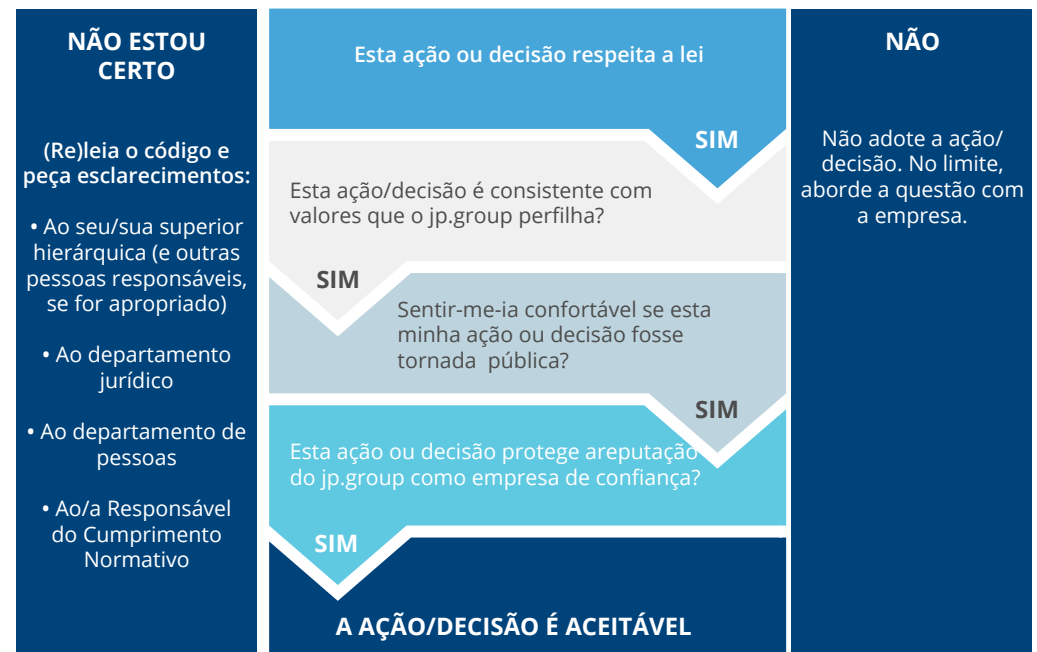 NÃO ESTOU
CERTO
(Re)leia o código e
peça esclarecimentos:
• Ao seu/sua superior
hierárquica (e outras
pessoas responsáveis,
se for apropriado)
• Ao departamento
jurídico
• Ao departamento de
pessoas
• Ao/a Responsável
do Cumprimento
Normativo
Esta ação ou decisão respeita a lei
SIM
Esta ação/decisão é consistente com
valores que o jp.group perfilha?
SIM
Sentir-me-ia confortável se esta
minha ação ou decisão fosse
tornada  pública?
SIM
Esta ação ou decisão protege areputação
do jp.group como empresa de confiança?
SIM
A AÇÃO/DECISÃO É ACEITÁVEL
NÃO
Não adote a ação/
decisão. No limite,
aborde a questão com
a empresa.